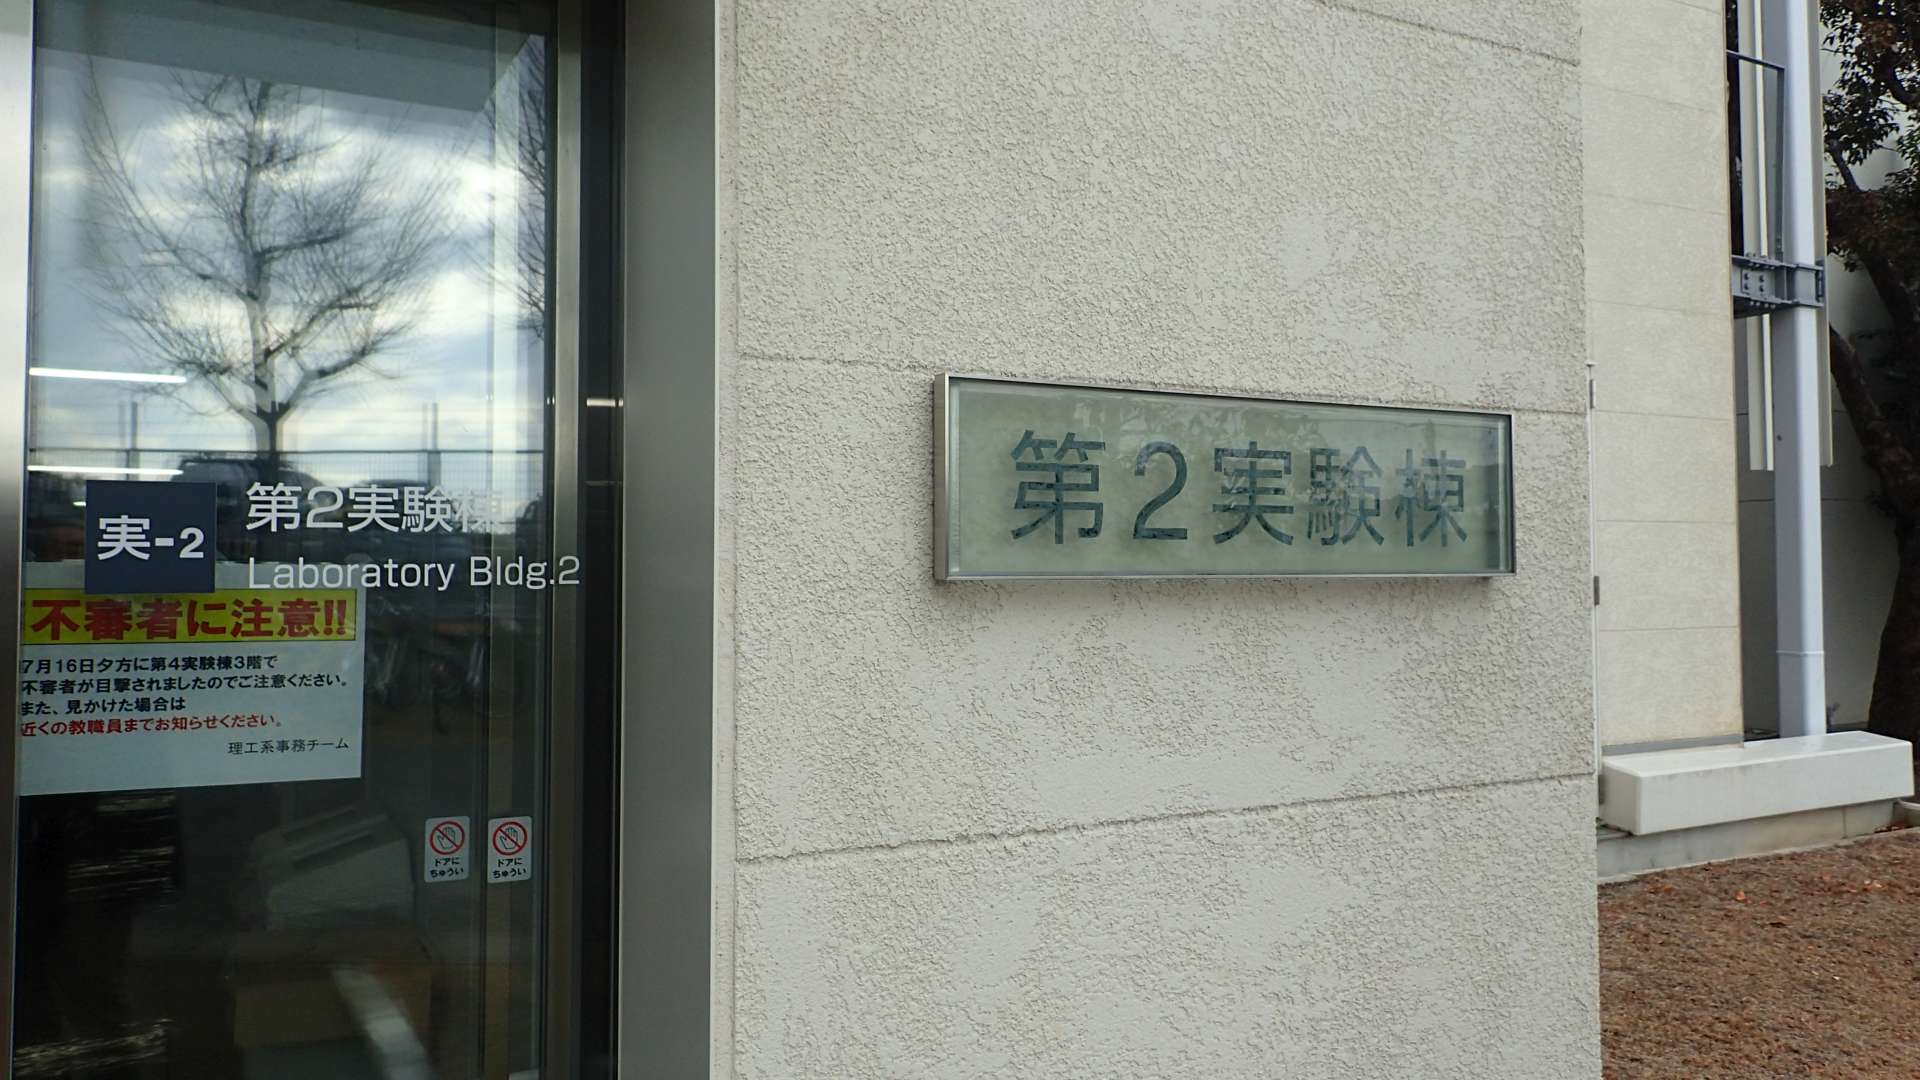 実-2
第2実験棟
Laboratory Bldg.2
不審者に注意!!
7月16日夕方に第4実験棟3階で
不審者が目撃されましたのでご注意ください。
また、見かけた場合は
近くの教職員までお知らせください。
理工系事務チーム
ドアに
ちゅうい
ドアに
ちゅうい
第2実験棟